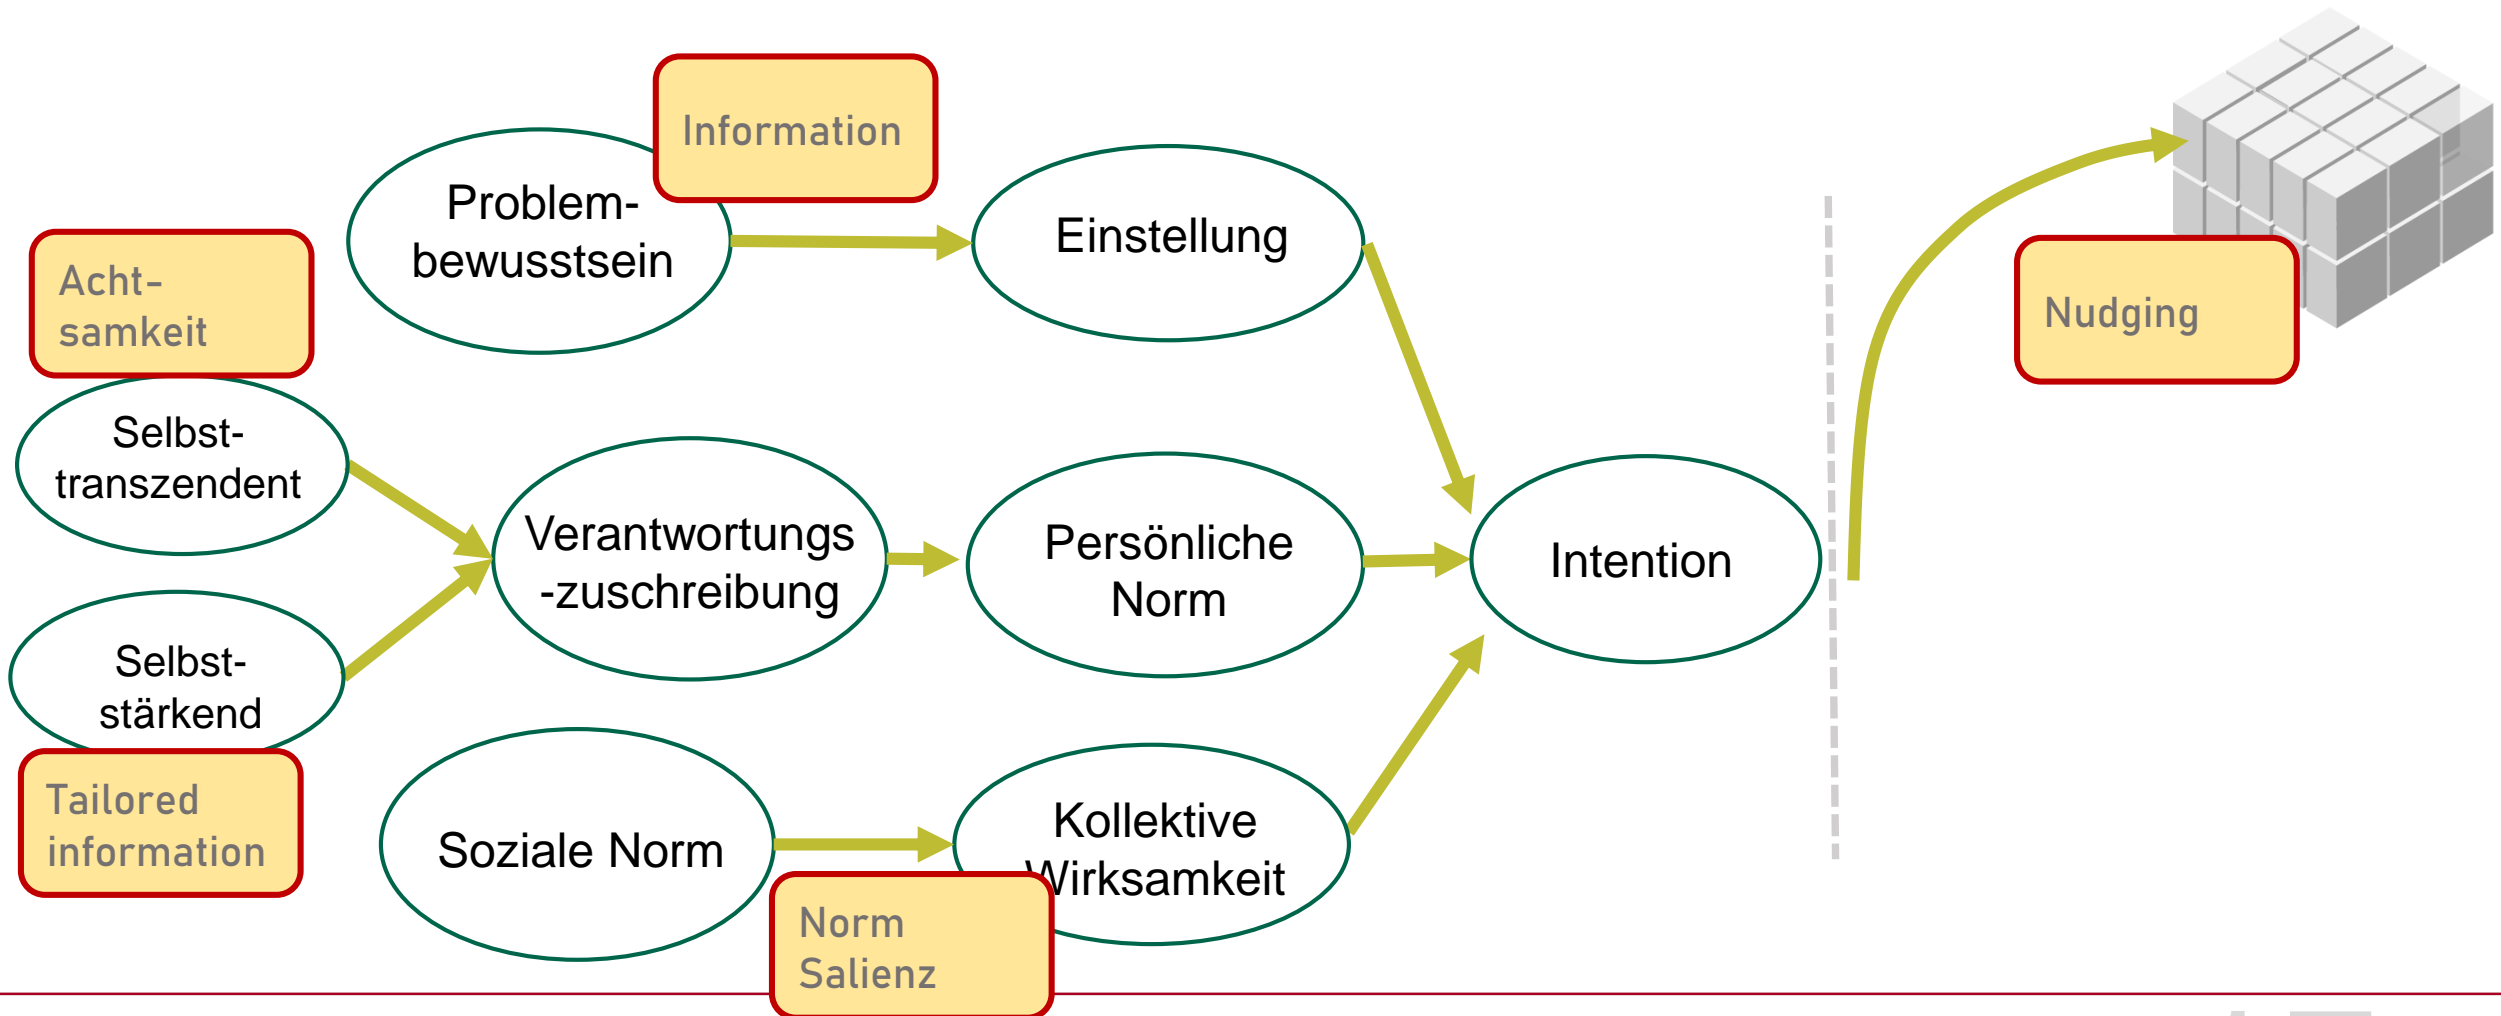 Information
Problem-
bewusstsein
Einstellung
Acht-
samkeit
Nudging
Selbst-
transzendent
Verantwortungs
-zuschreibung
Persönliche
Norm
Intention
Selbst-
stärkend
Tailored
information
Soziale Norm
Kollektive
Wirksamkeit
Norm
Salienz